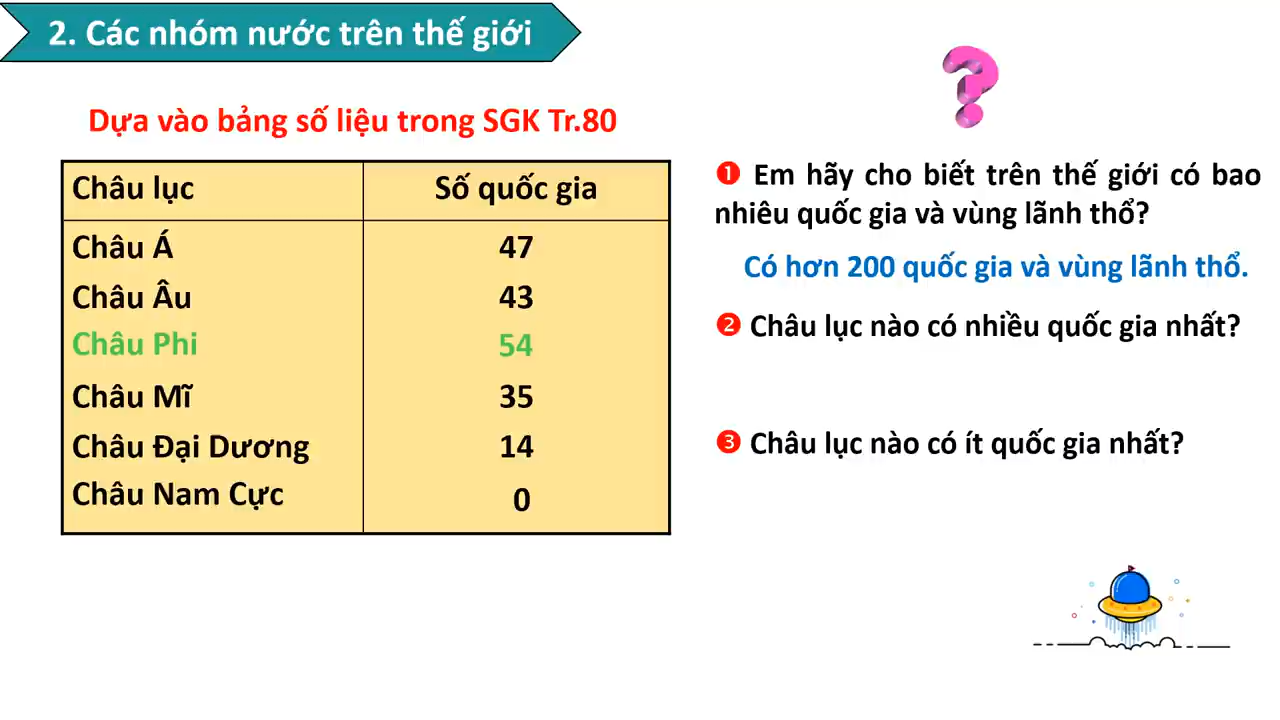 2. Các nhóm nước trên thế giới
Dựa vào bảng số liệu trong SGK Tr.80
Châu lục Số quốc gia
Châu Á 47
Châu Âu 43
Châu Phi 54
Châu Mĩ 35
Châu Đại Dương 14
Châu Nam Cực 0
❶ Em hãy cho biết trên thế giới có bao
nhiêu quốc gia và vùng lãnh thổ?
Có hơn 200 quốc gia và vùng lãnh thổ.
❷ Châu lục nào có nhiều quốc gia nhất?
❸ Châu lục nào có ít quốc gia nhất?